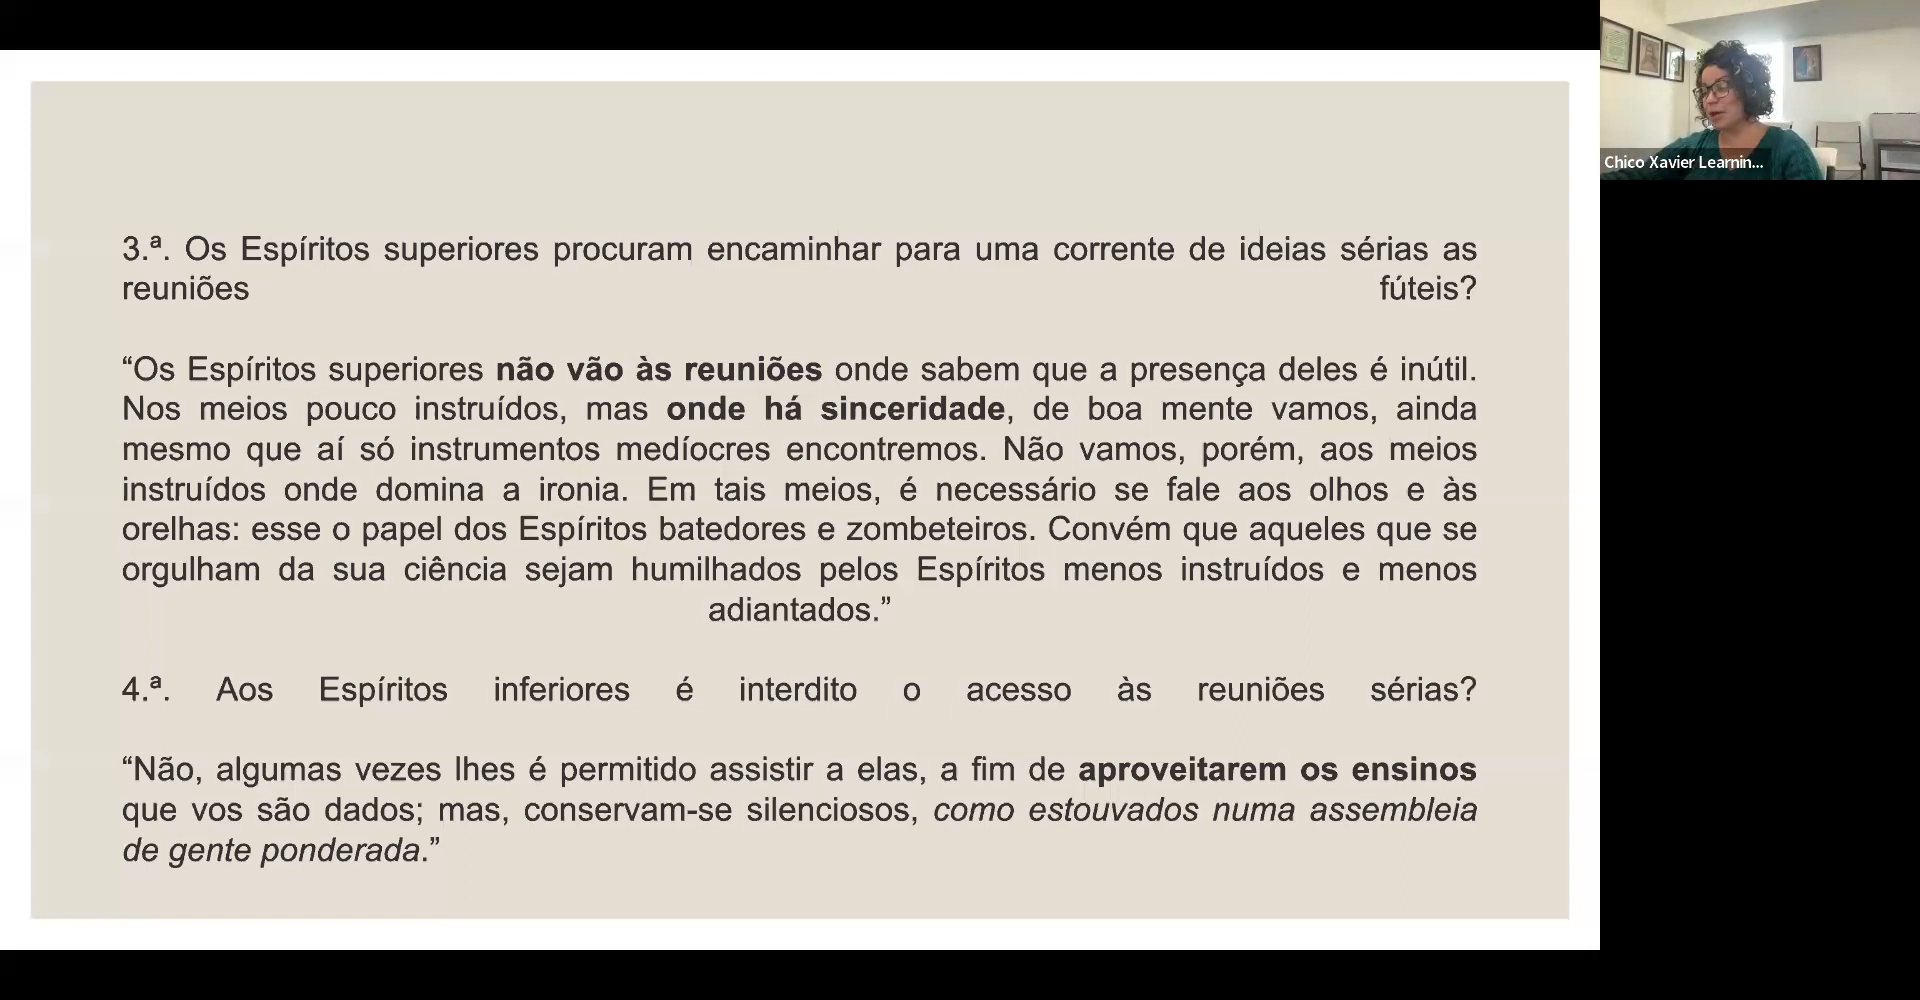 3.ª. Os Espíritos superiores procuram encaminhar para uma corrente de ideias sérias as
reuniões fúteis?
“Os Espíritos superiores não vão às reuniões onde sabem que a presença deles é inútil.
Nos meios pouco instruídos, mas onde há sinceridade, de boa mente vamos, ainda
mesmo que aí só instrumentos medíocres encontremos. Não vamos, porém, aos meios
instruídos onde domina a ironia. Em tais meios, é necessário se fale aos olhos e às
orelhas: esse o papel dos Espíritos batedores e zombeteiros. Convém que aqueles que se
orgulham da sua ciência sejam humilhados pelos Espíritos menos instruídos e menos
adiantados.”
4.ª. Aos Espíritos inferiores é interdito o acesso às reuniões sérias?
“Não, algumas vezes lhes é permitido assistir a elas, a fim de aproveitarem os ensinos
que vos são dados; mas, conservam-se silenciosos, como estouvados numa assembleia
de gente ponderada.”
Chico Xavier Learnin...